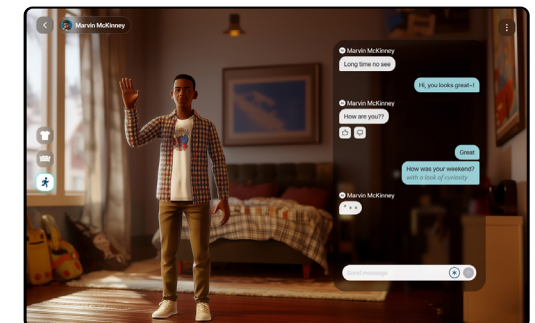 Marvin McKinney
Marvin McKinney
Long time no see
Hi, you looks great~!
Marvin McKinney
How are you??
Great
How was your weekend?
with a look of curiosity
Marvin McKinney
Send message